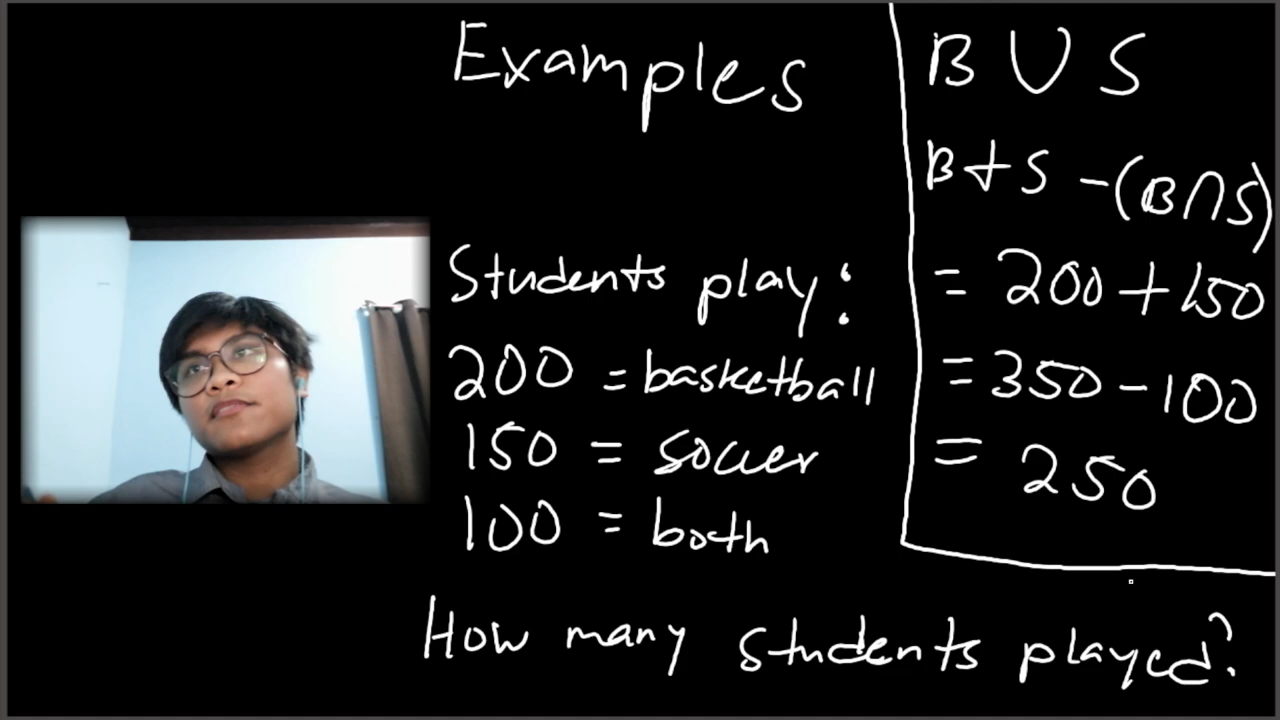 Examples
Students play:
200 = basketball
150 = soccer
100 = both
How many students played?
B ∪ S
B + S - (B ∩ S)
= 200 + 150
= 350 - 100
= 250